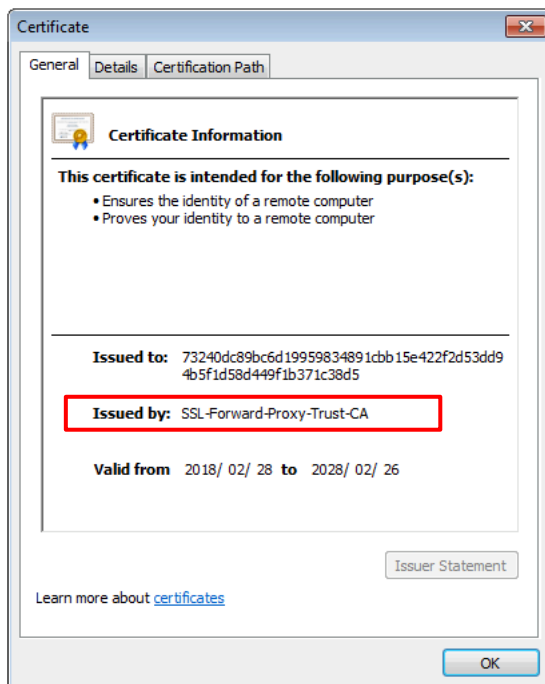 Certificate
General Details Certification Path
Certificate Information
This certificate is intended for the following purpose(s):
• Ensures the identity of a remote computer
• Proves your identity to a remote computer
Issued to: 73240dc89bc6d19959834891cbb15e422f2d53dd9
4b5f1d58d449f1b371c38d5
Issued by: SSL-Forward-Proxy-Trust-CA
Valid from 2018/ 02/ 28 to 2028/ 02/ 26
Issuer Statement
Learn more about certificates
OK